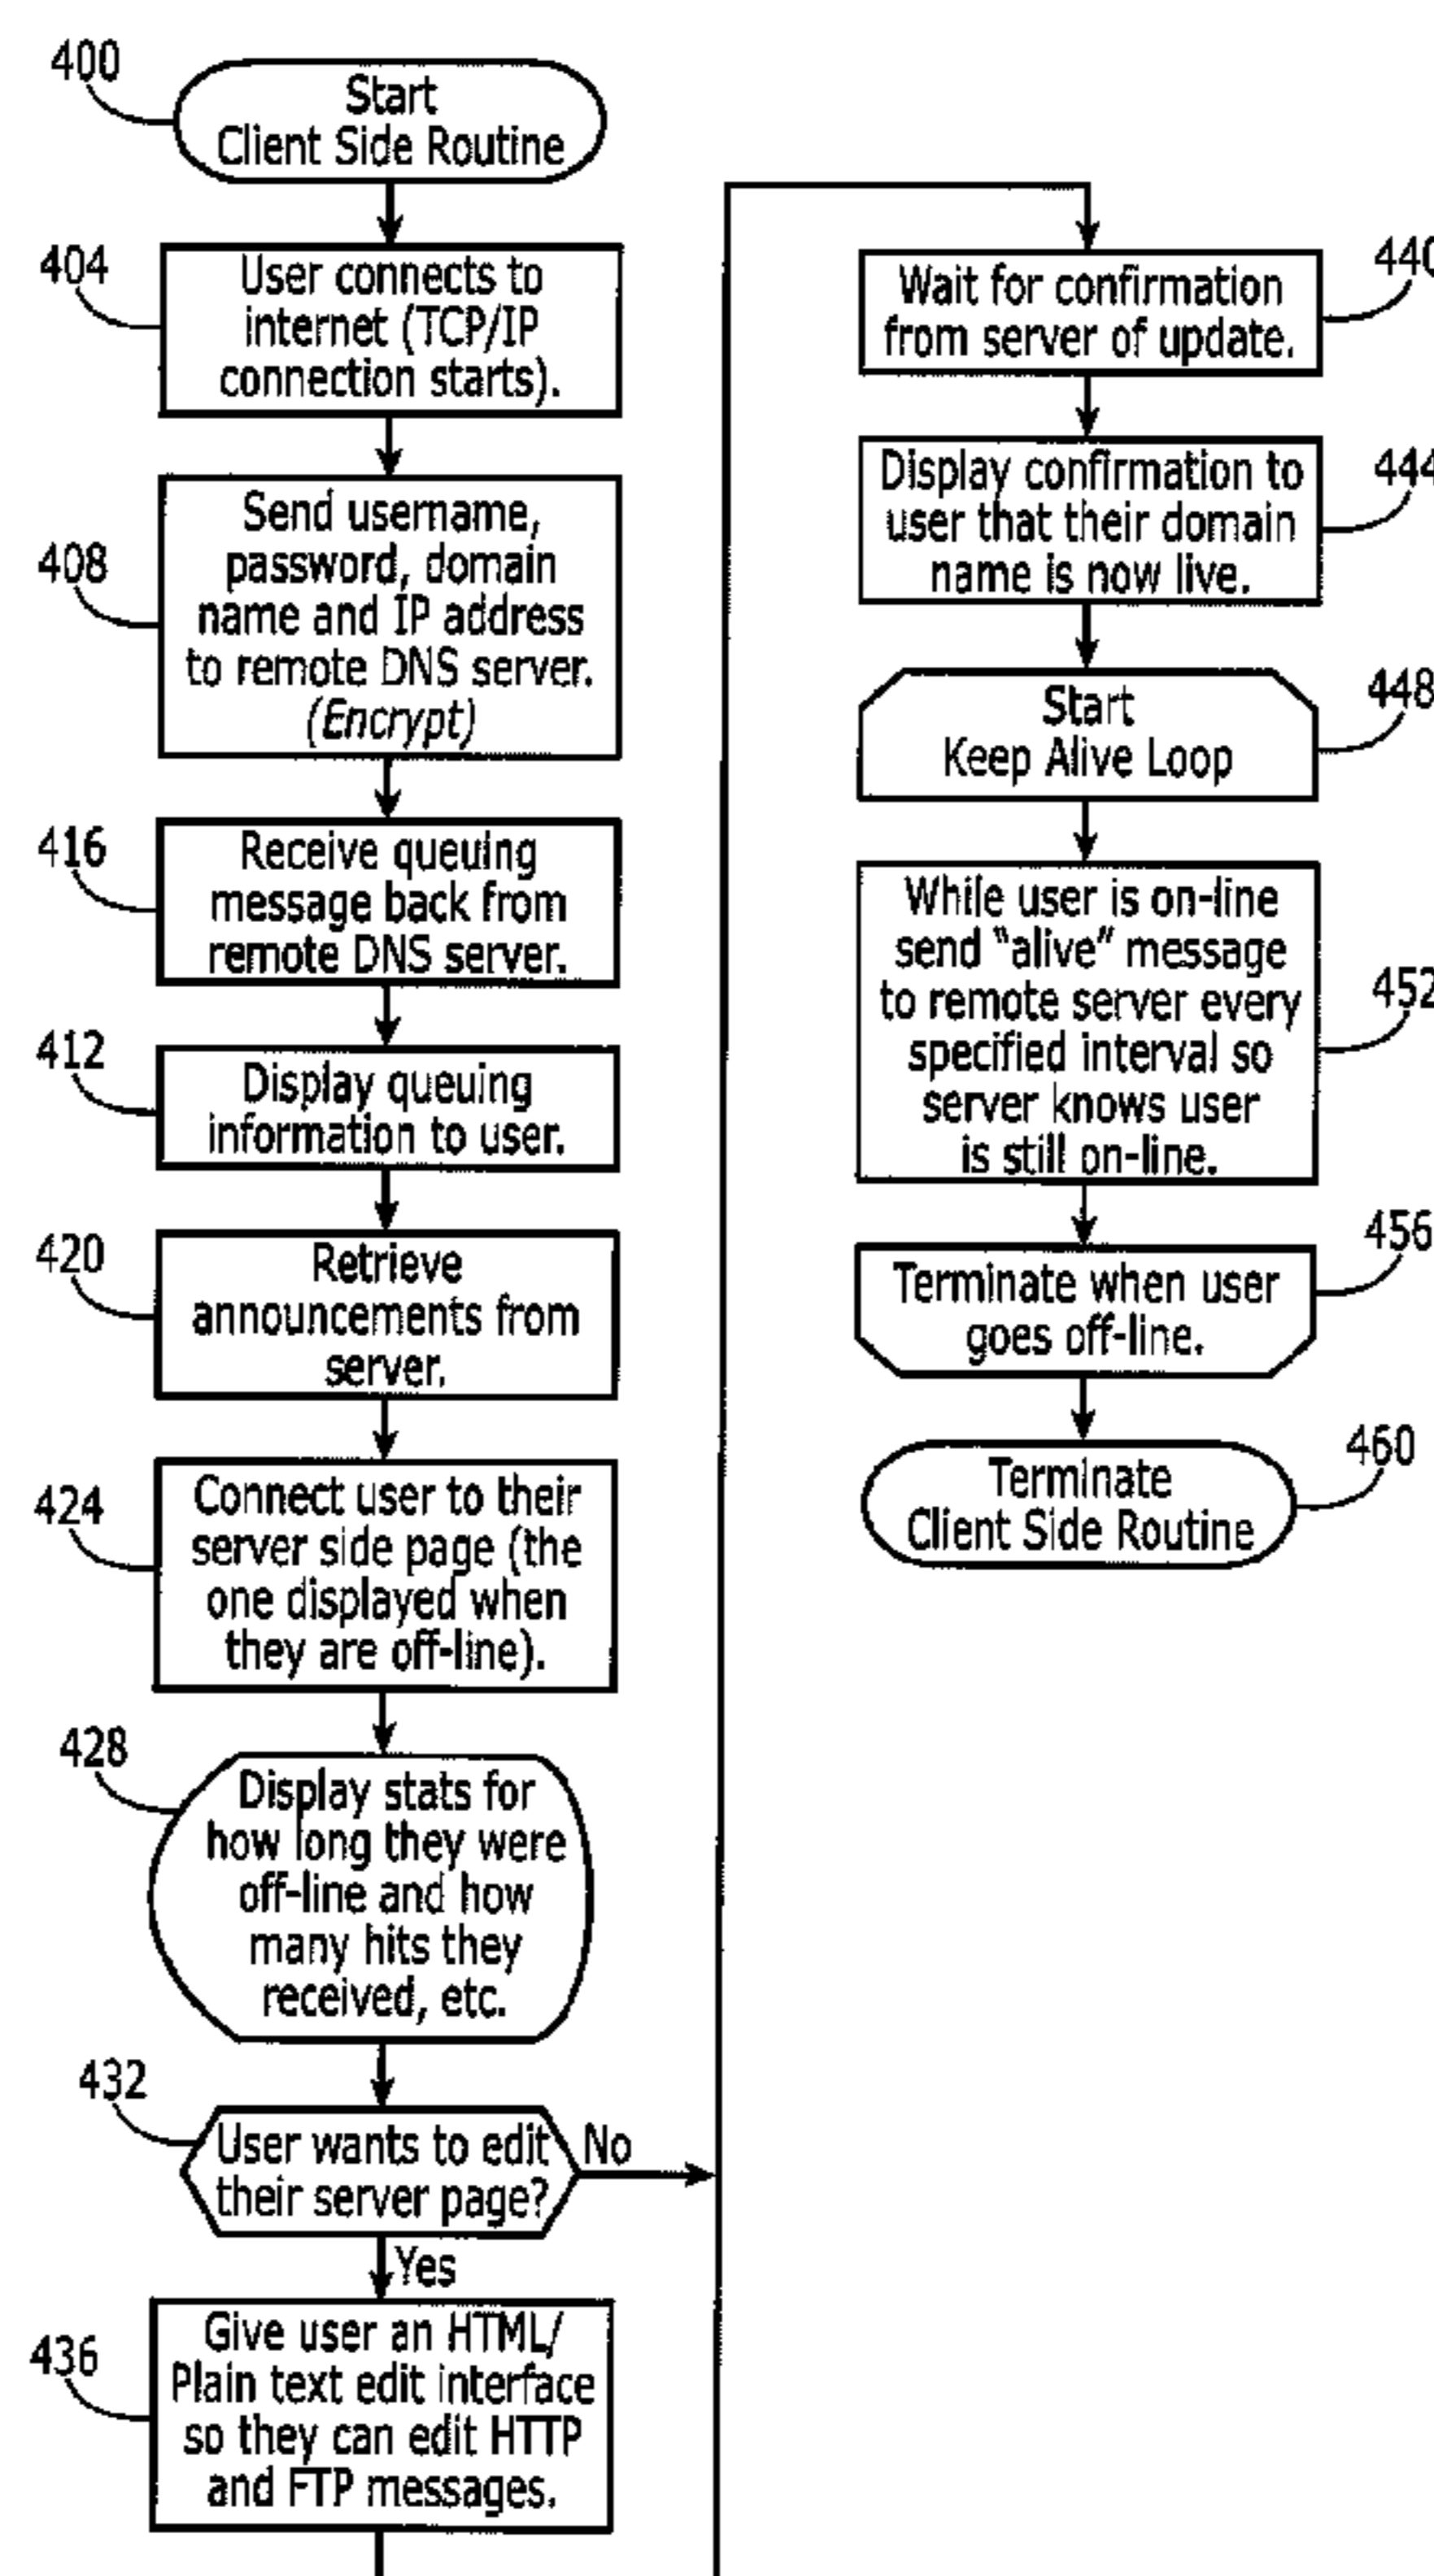 400
Start
Client Side Routine
404
User connects to
internet (TCP/IP
connection starts).
408
Send username,
password, domain
name and IP address
to remote DNS server.
(Encrypt)
416
Receive queuing
message back from
remote DNS server.
412
Display queuing
information to user.
420
Retrieve
announcements from
server.
424
Connect user to their
server side page (the
one displayed when
they are off-line).
428
Display stats for
how long they were
off-line and how
many hits they
received, etc.
432
User wants to edit
their server page?
No
Yes
436
Give user an HTML/
Plain text edit interface
so they can edit HTTP
and FTP messages.
440
Wait for confirmation
from server of update.
444
Display confirmation to
user that their domain
name is now live.
448
Start
Keep Alive Loop
452
While user is on-line
send “alive” message
to remote server every
specified interval so
server knows user
is still on-line.
456
Terminate when user
goes off-line.
460
Terminate
Client Side Routine